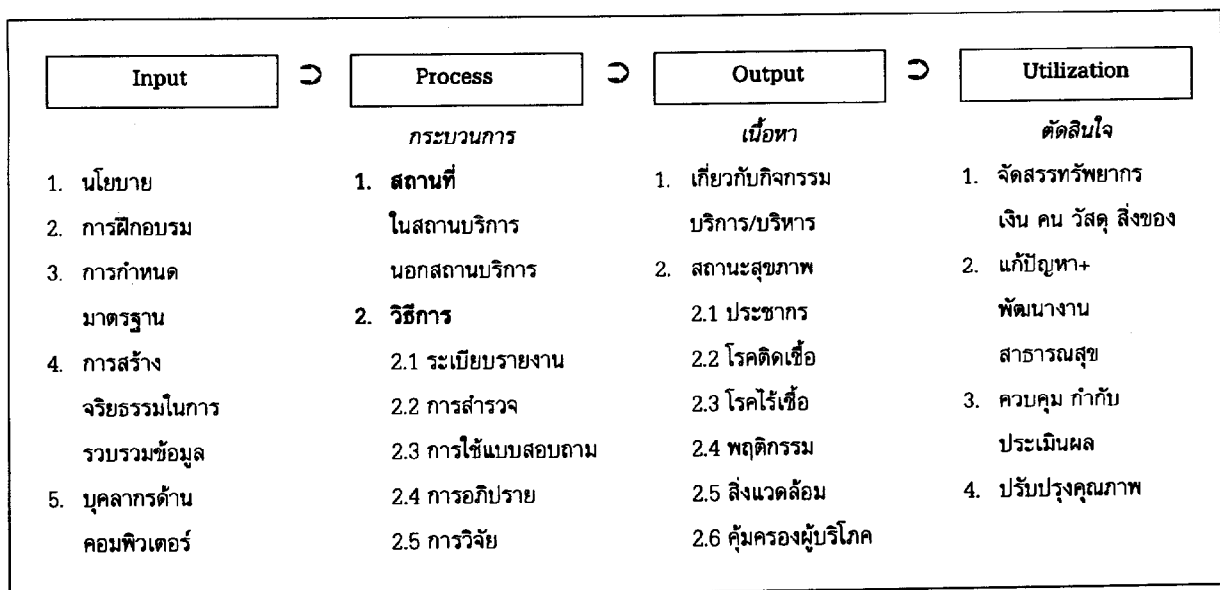 Input
1. นโยบาย
2. การฝึกอบรม
3. การกำหนด
มาตรฐาน
4. การสร้าง
จริยธรรมในการ
รวบรวมข้อมูล
5. บุคลากรด้าน
คอมพิวเตอร์
Process
กระบวนการ
1. สถานที่
ในสถานบริการ
นอกสถานบริการ
2. วิธีการ
2.1 ระเบียบรายงาน
2.2 การสำรวจ
2.3 การใช้แบบสอบถาม
2.4 การอภิปราย
2.5 การวิจัย
Output
เนื้อหา
1. เกี่ยวกับกิจกรรม
บริการ/บริหาร
2. สถานะสุขภาพ
2.1 ประชากร
2.2 โรคติดเชื้อ
2.3 โรคไร้เชื้อ
2.4 พฤติกรรม
2.5 สิ่งแวดล้อม
2.6 คุ้มครองผู้บริโภค
Utilization
ตัดสินใจ
1. จัดสรรทรัพยากร
เงิน คน วัสดุ สิ่งของ
2. แก้ปัญหา+
พัฒนางาน
สาธารณสุข
3. ควบคุม กำกับ
ประเมินผล
4. ปรับปรุงคุณภาพ